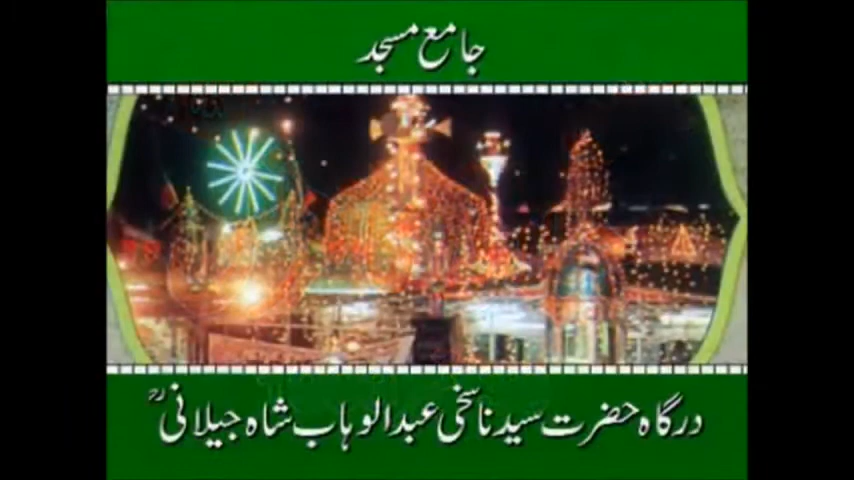 جامع مسجد
درگاہ حضرت سیدنا سخی عبدالوہاب شاہ جیلانیؒ